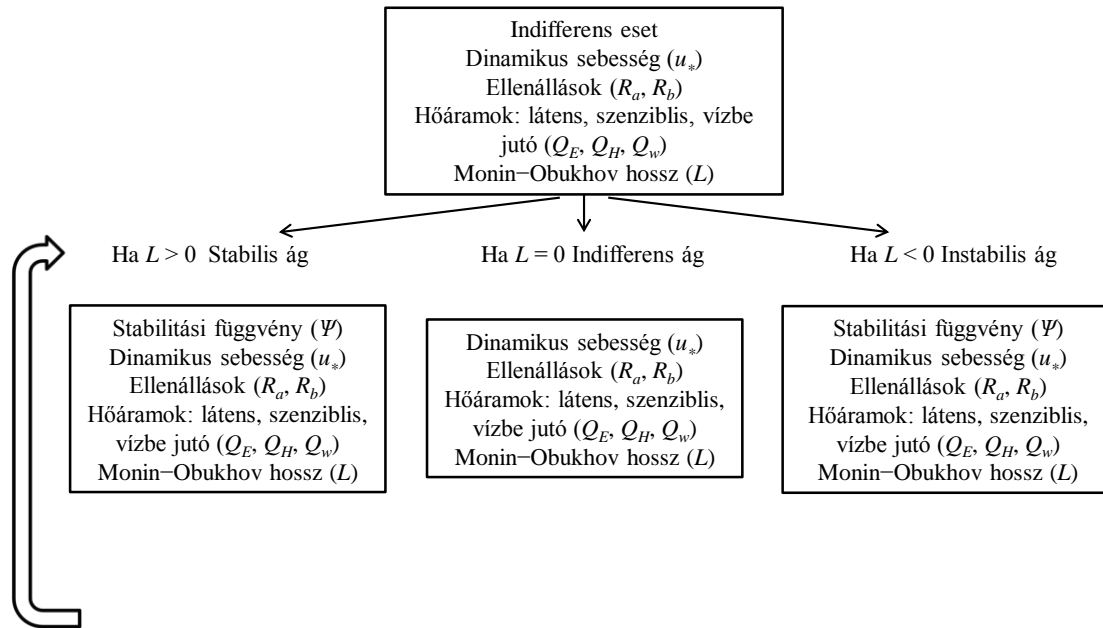 Indifferens eset
Dinamikus sebesség (u*)
Ellenállások (Ra, Rb)
Hőáramok: látens, szenziblis, vízbe
jutó (QE, QH, Qw)
Monin−Obukhov hossz (L)
Ha L > 0 Stabilis ág
Ha L = 0 Indifferens ág
Ha L < 0 Instabilis ág
Stabilitási függvény (Ψ)
Dinamikus sebesség (u*)
Ellenállások (Ra, Rb)
Hőáramok: látens, szenziblis,
vízbe jutó (QE, QH, Qw)
Monin−Obukhov hossz (L)
Dinamikus sebesség (u*)
Ellenállások (Ra, Rb)
Hőáramok: látens, szenziblis,
vízbe jutó (QE, QH, Qw)
Monin−Obukhov hossz (L)
Stabilitási függvény (Ψ)
Dinamikus sebesség (u*)
Ellenállások (Ra, Rb)
Hőáramok: látens, szenziblis,
vízbe jutó (QE, QH, Qw)
Monin−Obukhov hossz (L)